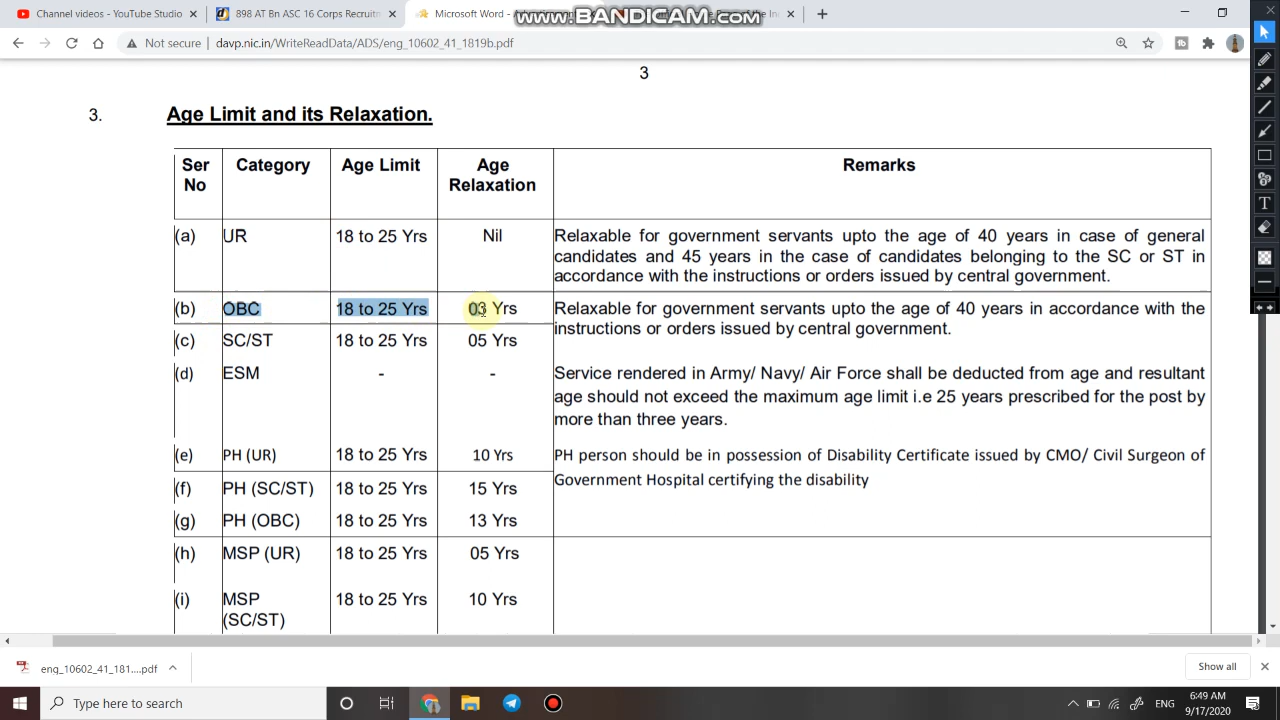 Channel videos - YouTube Studio
898 AT Bn ASC 16 Corps Recruitm
Microsoft Word - A
www.BANDICAM.com
Not secure
davp.nic.in/WriteReadData/ADS/eng_10602_41_1819b.pdf
3
3. Age Limit and its Relaxation.
Ser No Category Age Limit Age Relaxation Remarks
(a) UR 18 to 25 Yrs Nil Relaxable for government servants upto the age of 40 years in case of general
candidates and 45 years in the case of candidates belonging to the SC or ST in
accordance with the instructions or orders issued by central government.
(b) OBC 18 to 25 Yrs 03 Yrs Relaxable for government servants upto the age of 40 years in accordance with the
instructions or orders issued by central government.
(c) SC/ST 18 to 25 Yrs 05 Yrs
(d) ESM - - Service rendered in Army/ Navy/ Air Force shall be deducted from age and resultant
age should not exceed the maximum age limit i.e 25 years prescribed for the post by
more than three years.
(e) PH (UR) 18 to 25 Yrs 10 Yrs PH person should be in possession of Disability Certificate issued by CMO/ Civil Surgeon of
Government Hospital certifying the disability
(f) PH (SC/ST) 18 to 25 Yrs 15 Yrs
(g) PH (OBC) 18 to 25 Yrs 13 Yrs
(h) MSP (UR) 18 to 25 Yrs 05 Yrs
(i) MSP 18 to 25 Yrs 10 Yrs
(SC/ST)
eng_10602_41_181....pdf
Show all
Type here to search
ENG
6:49 AM
9/17/2020